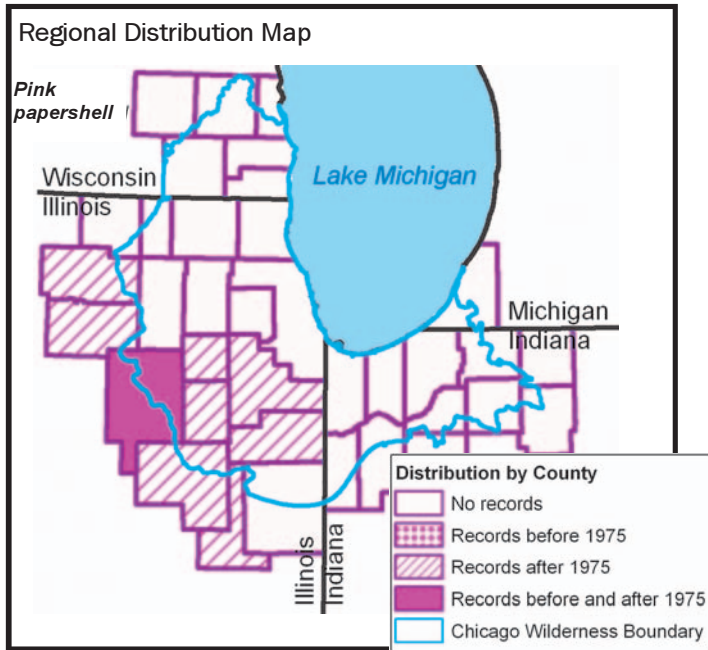 Regional Distribution Map
Pink
papershell
Lake Michigan
Wisconsin
Illinois
Michigan
Indiana
Illinois
Indiana
Distribution by County
No records
Records before 1975
Records after 1975
Records before and after 1975
Chicago Wilderness Boundary